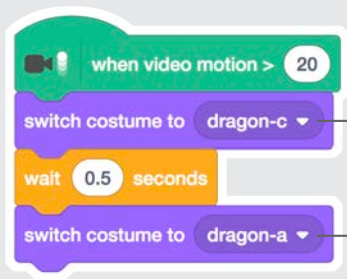 when video motion > 20
switch costume to dragon-c
wait 0.5 seconds
switch costume to dragon-a